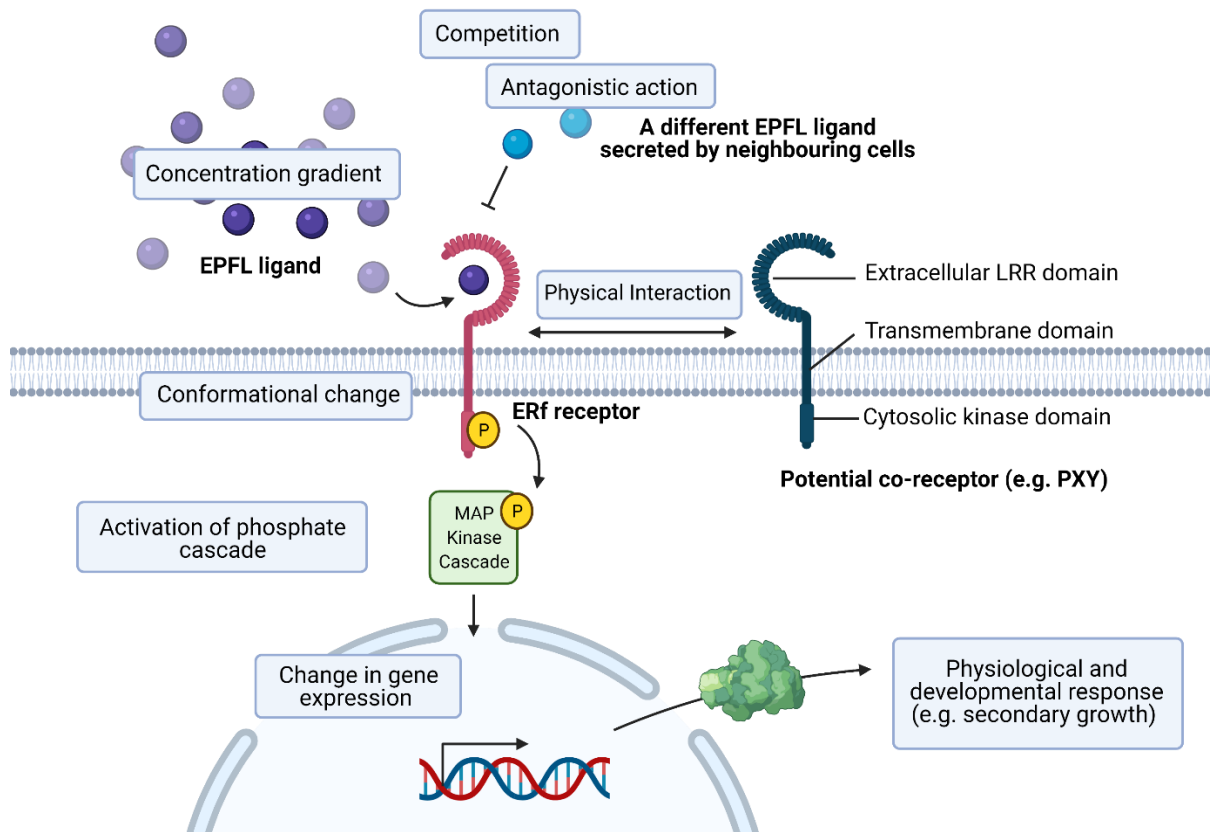 Competition
Antagonistic action
A different EPFL ligand
secreted by neighbouring cells
Concentration gradient
EPFL ligand
Physical Interaction
Extracellular LRR domain
Transmembrane domain
Conformational change
ERf receptor
P
Cytosolic kinase domain
Potential co-receptor (e.g. PXY)
Activation of phosphate
cascade
MAP
Kinase
Cascade
P
Change in gene
expression
Physiological and
developmental response
(e.g. secondary growth)